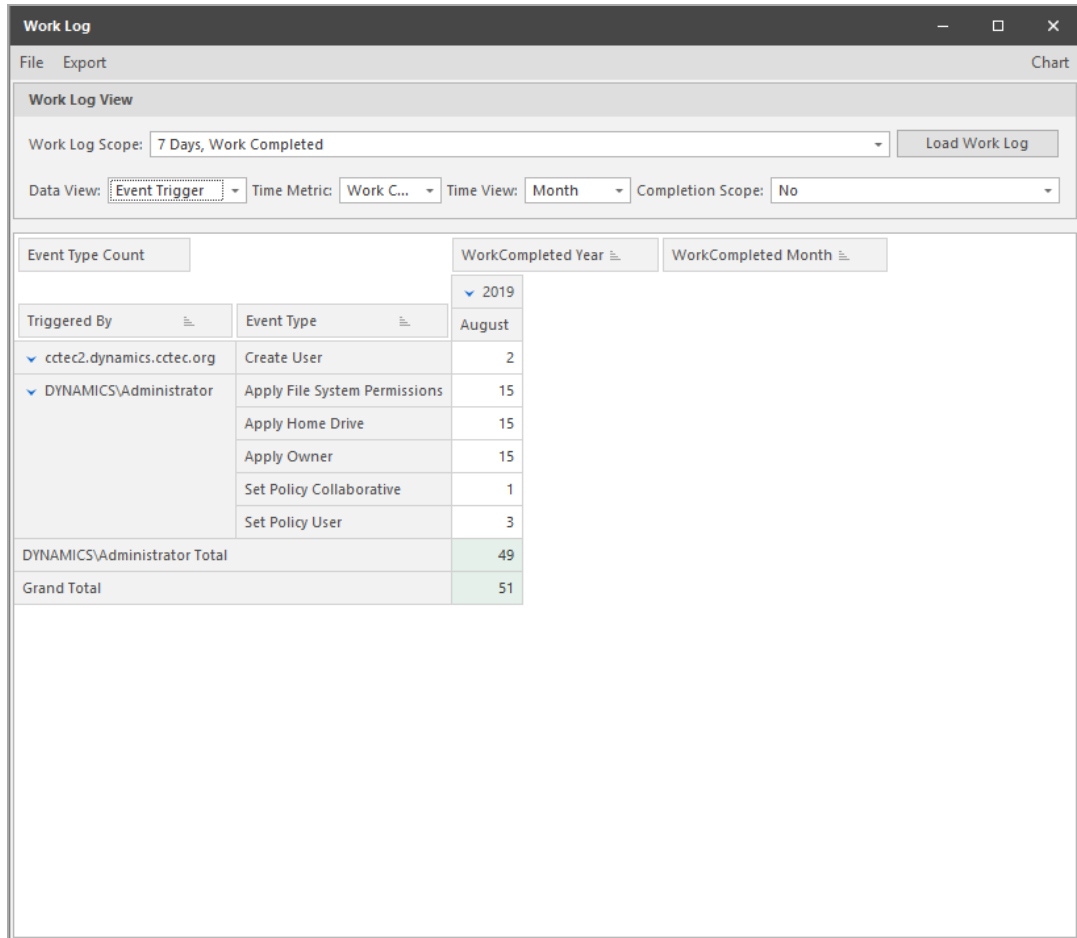 Work Log
File Export Chart
Work Log View
Work Log Scope: 7 Days, Work Completed Load Work Log
Data View: Event Trigger Time Metric: Work C... Time View: Month Completion Scope: No
Event Type Count WorkCompleted Year WorkCompleted Month
2019
Triggered By Event Type August
cctec2.dynamics.cctec.org Create User 2
DYNAMICS\Administrator Apply File System Permissions 15
Apply Home Drive 15
Apply Owner 15
Set Policy Collaborative 1
Set Policy User 3
DYNAMICS\Administrator Total 49
Grand Total 51